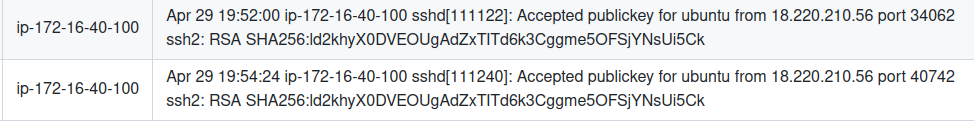 ip-172-16-40-100
Apr 29 19:52:00 ip-172-16-40-100 sshd[111122]: Accepted publickey for ubuntu from 18.220.210.56 port 34062
ssh2: RSA SHA256:ld2khyX0DVEOUgAdZxTlTd6k3Cggme5OFSjYNsUi5Ck
ip-172-16-40-100
Apr 29 19:54:24 ip-172-16-40-100 sshd[111240]: Accepted publickey for ubuntu from 18.220.210.56 port 40742
ssh2: RSA SHA256:ld2khyX0DVEOUgAdZxTlTd6k3Cggme5OFSjYNsUi5Ck